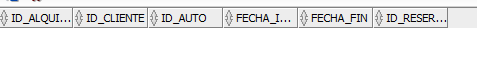 ID_ALQUI... ID_CLIENTE ID_AUTO FECHA_I... FECHA_FIN ID_RESER...